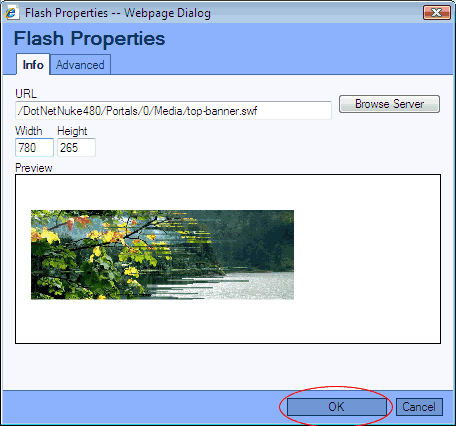 Flash Properties -- Webpage Dialog
Flash Properties
Info Advanced
URL
/DotNetNuke480/Portals/0/Media/top-banner.swf Browse Server
Width Height
780 265
Preview
OK Cancel